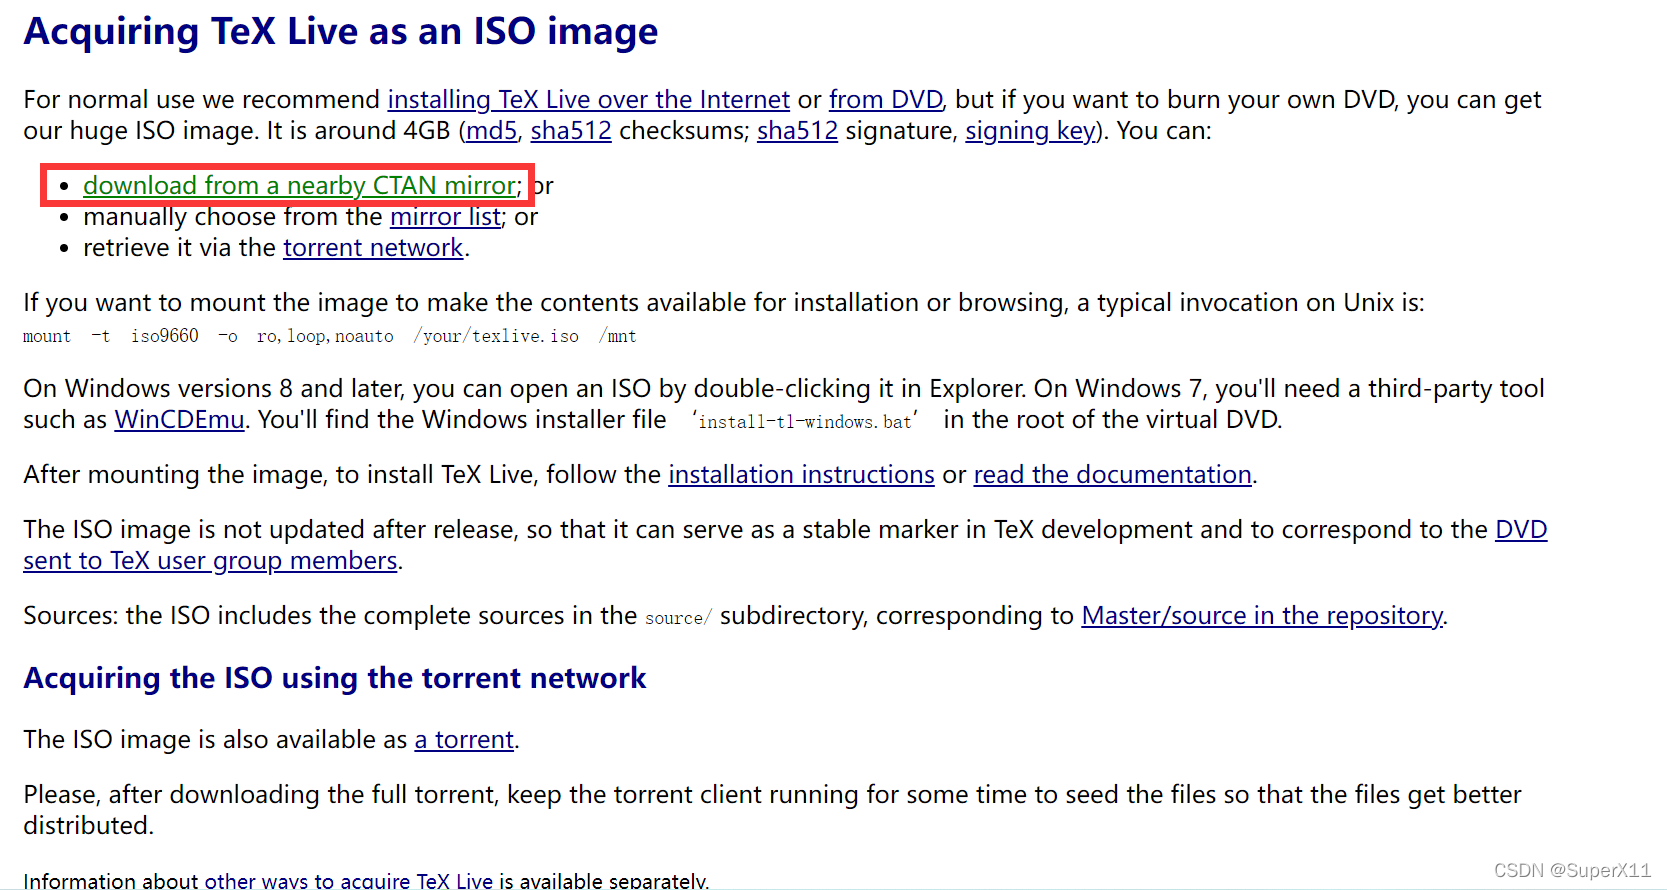 Acquiring TeX Live as an ISO image
For normal use we recommend installing TeX Live over the Internet or from DVD, but if you want to burn your own DVD, you can get
our huge ISO image. It is around 4GB (md5, sha512 checksums; sha512 signature, signing key). You can:
• download from a nearby CTAN mirror; or
• manually choose from the mirror list; or
• retrieve it via the torrent network.
If you want to mount the image to make the contents available for installation or browsing, a typical invocation on Unix is:
mount -t iso9660 -o ro,loop,noauto /your/texlive.iso /mnt
On Windows versions 8 and later, you can open an ISO by double-clicking it in Explorer. On Windows 7, you'll need a third-party tool
such as WinCDEmu. You'll find the Windows installer file ‘install-tl-windows.bat’ in the root of the virtual DVD.
After mounting the image, to install TeX Live, follow the installation instructions or read the documentation.
The ISO image is not updated after release, so that it can serve as a stable marker in TeX development and to correspond to the DVD
sent to TeX user group members.
Sources: the ISO includes the complete sources in the source/ subdirectory, corresponding to Master/source in the repository.
Acquiring the ISO using the torrent network
The ISO image is also available as a torrent.
Please, after downloading the full torrent, keep the torrent client running for some time to seed the files so that the files get better
distributed.
Information about other ways to acquire TeX Live is available separately.
CSDN @SuperX11